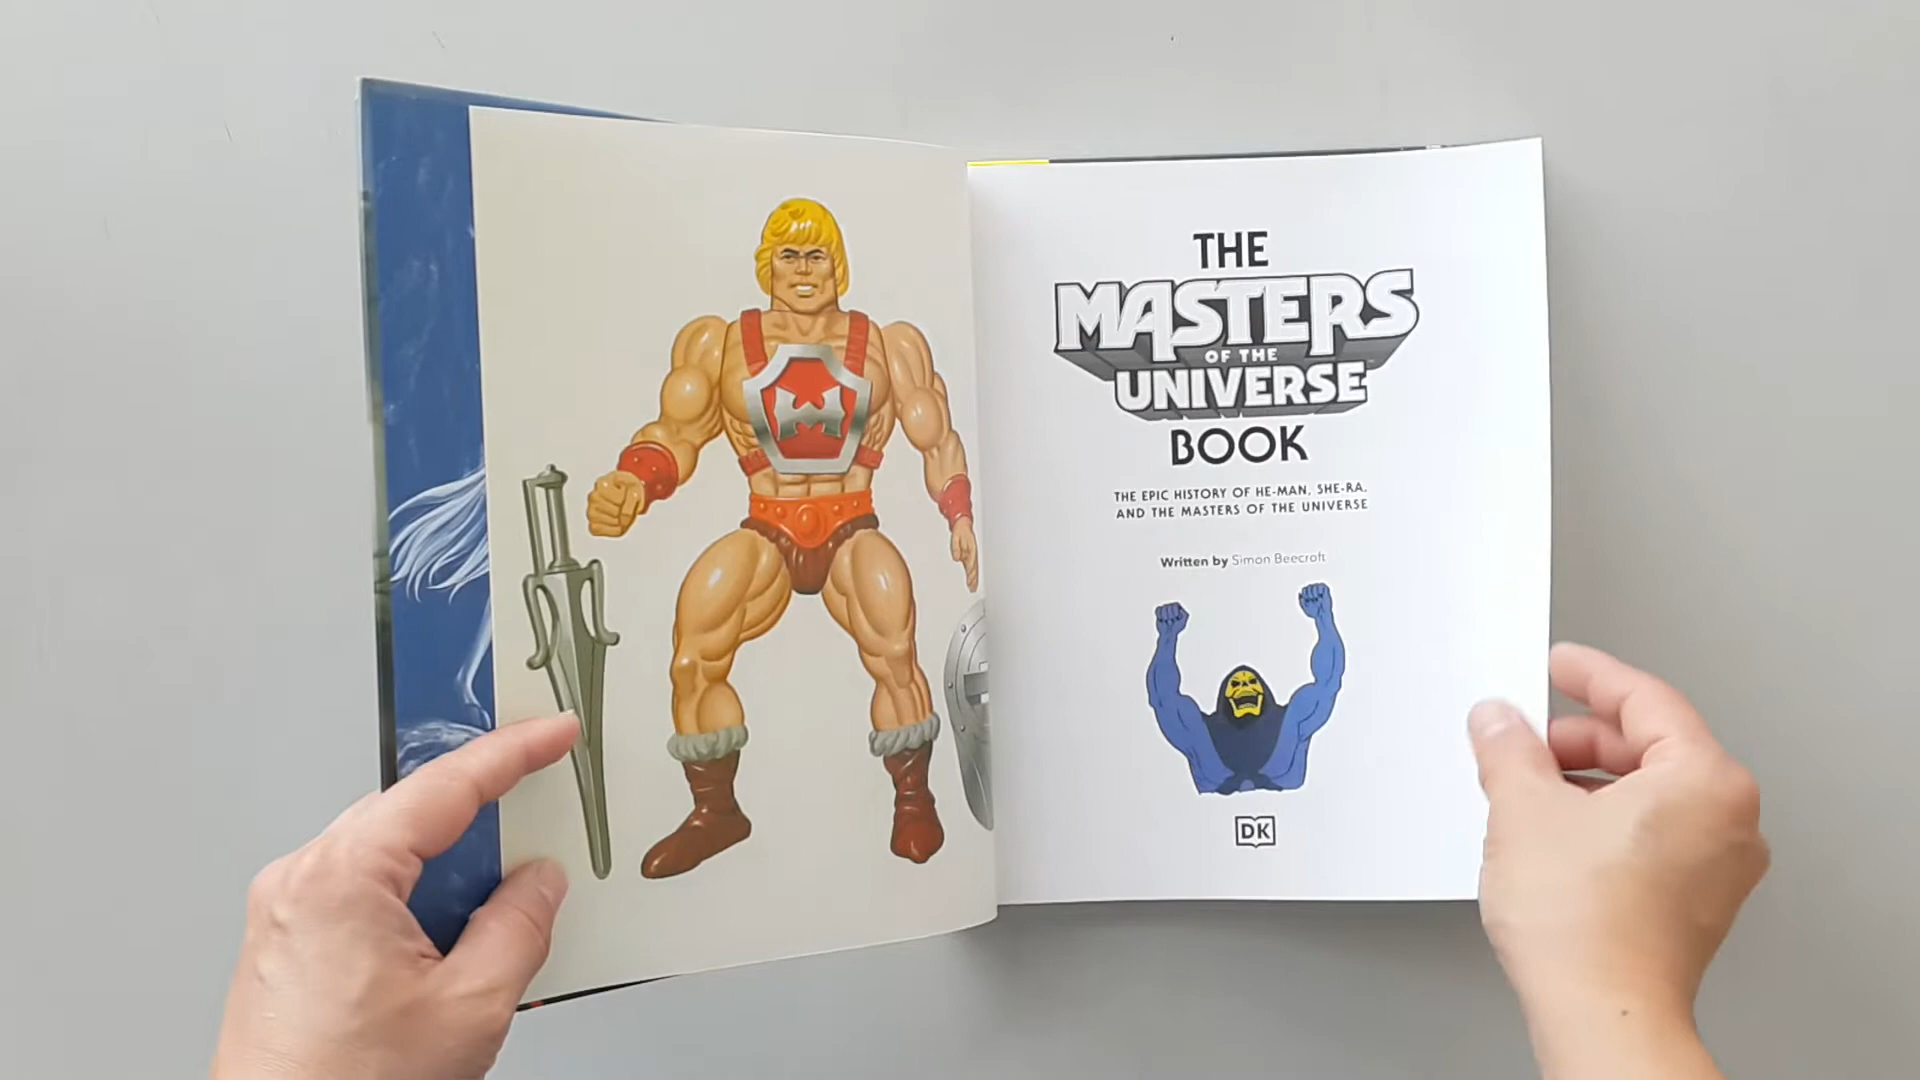 THE
MASTERS
OF THE
UNIVERSE
BOOK
THE EPIC HISTORY OF HE-MAN, SHE-RA,
AND THE MASTERS OF THE UNIVERSE
Written by Simon Beecroft
DK